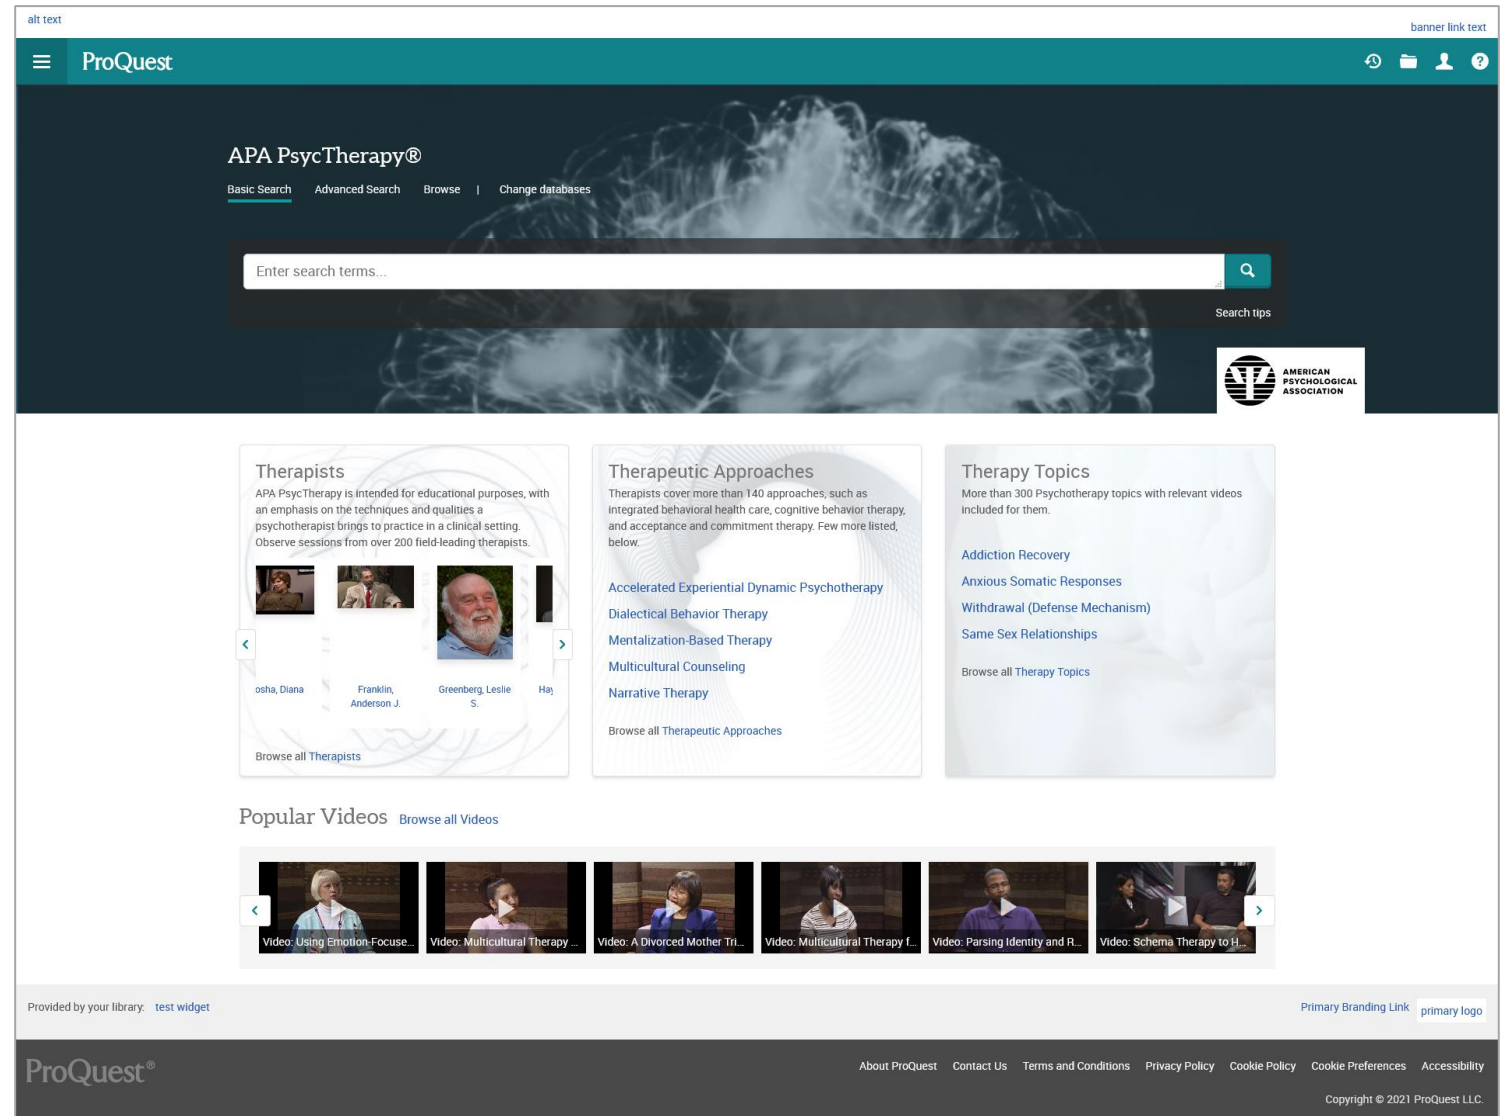 alt text
banner link text
ProQuest
APA PsycTherapy®
Basic Search Advanced Search Browse | Change databases
Enter search terms...
Search tips
AMERICAN
PSYCHOLOGICAL
ASSOCIATION
Therapists
APA PsycTherapy is intended for educational purposes, with
an emphasis on the techniques and qualities a
psychotherapist brings to practice in a clinical setting.
Observe sessions from over 200 field-leading therapists.
osha, Diana
Franklin,
Anderson J.
Greenberg, Leslie
S.
Hay
Browse all Therapists
Therapeutic Approaches
Therapists cover more than 140 approaches, such as
integrated behavioral health care, cognitive behavior therapy,
and acceptance and commitment therapy. Few more listed,
below.
Accelerated Experiential Dynamic Psychotherapy
Dialectical Behavior Therapy
Mentalization-Based Therapy
Multicultural Counseling
Narrative Therapy
Browse all Therapeutic Approaches
Therapy Topics
More than 300 Psychotherapy topics with relevant videos
included for them.
Addiction Recovery
Anxious Somatic Responses
Withdrawal (Defense Mechanism)
Same Sex Relationships
Browse all Therapy Topics
Popular Videos Browse all Videos
Video: Using Emotion-Focuse...
Video: Multicultural Therapy ...
Video: A Divorced Mother Tri...
Video: Multicultural Therapy f...
Video: Parsing Identity and R...
Video: Schema Therapy to H...
Provided by your library: test widget
Primary Branding Link primary logo
ProQuest®
About ProQuest Contact Us Terms and Conditions Privacy Policy Cookie Policy Cookie Preferences Accessibility
Copyright © 2021 ProQuest LLC.